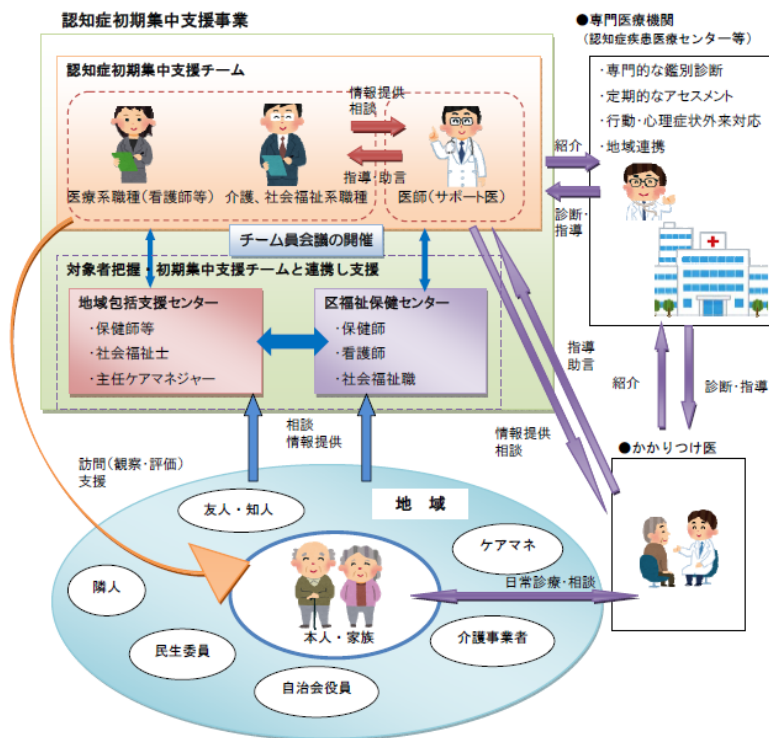 認知症初期集中支援事業
認知症初期集中支援チーム
情報提供
相談
指導・助言
医療系職種(看護師等)
介護、社会福祉系職種
医師(サポート医)
チーム員会議の開催
対象者把握・初期集中支援チームと連携し支援
地域包括支援センター
・保健師等
・社会福祉士
・主任ケアマネジャー
区福祉保健センター
・保健師
・看護師
・社会福祉職
●専門医療機関
(認知症疾患医療センター等)
・専門的な鑑別診断
・定期的なアセスメント
・行動・心理症状外来対応
・地域連携
紹介
診断・
指導
指導
助言
紹介
診断・指導
情報提供
相談
●かかりつけ医
相談
情報提供
訪問(観察・評価)
支援
地 域
友人・知人
ケアマネ
隣人
日常診療・相談
本人・家族
民生委員
介護事業者
自治会役員